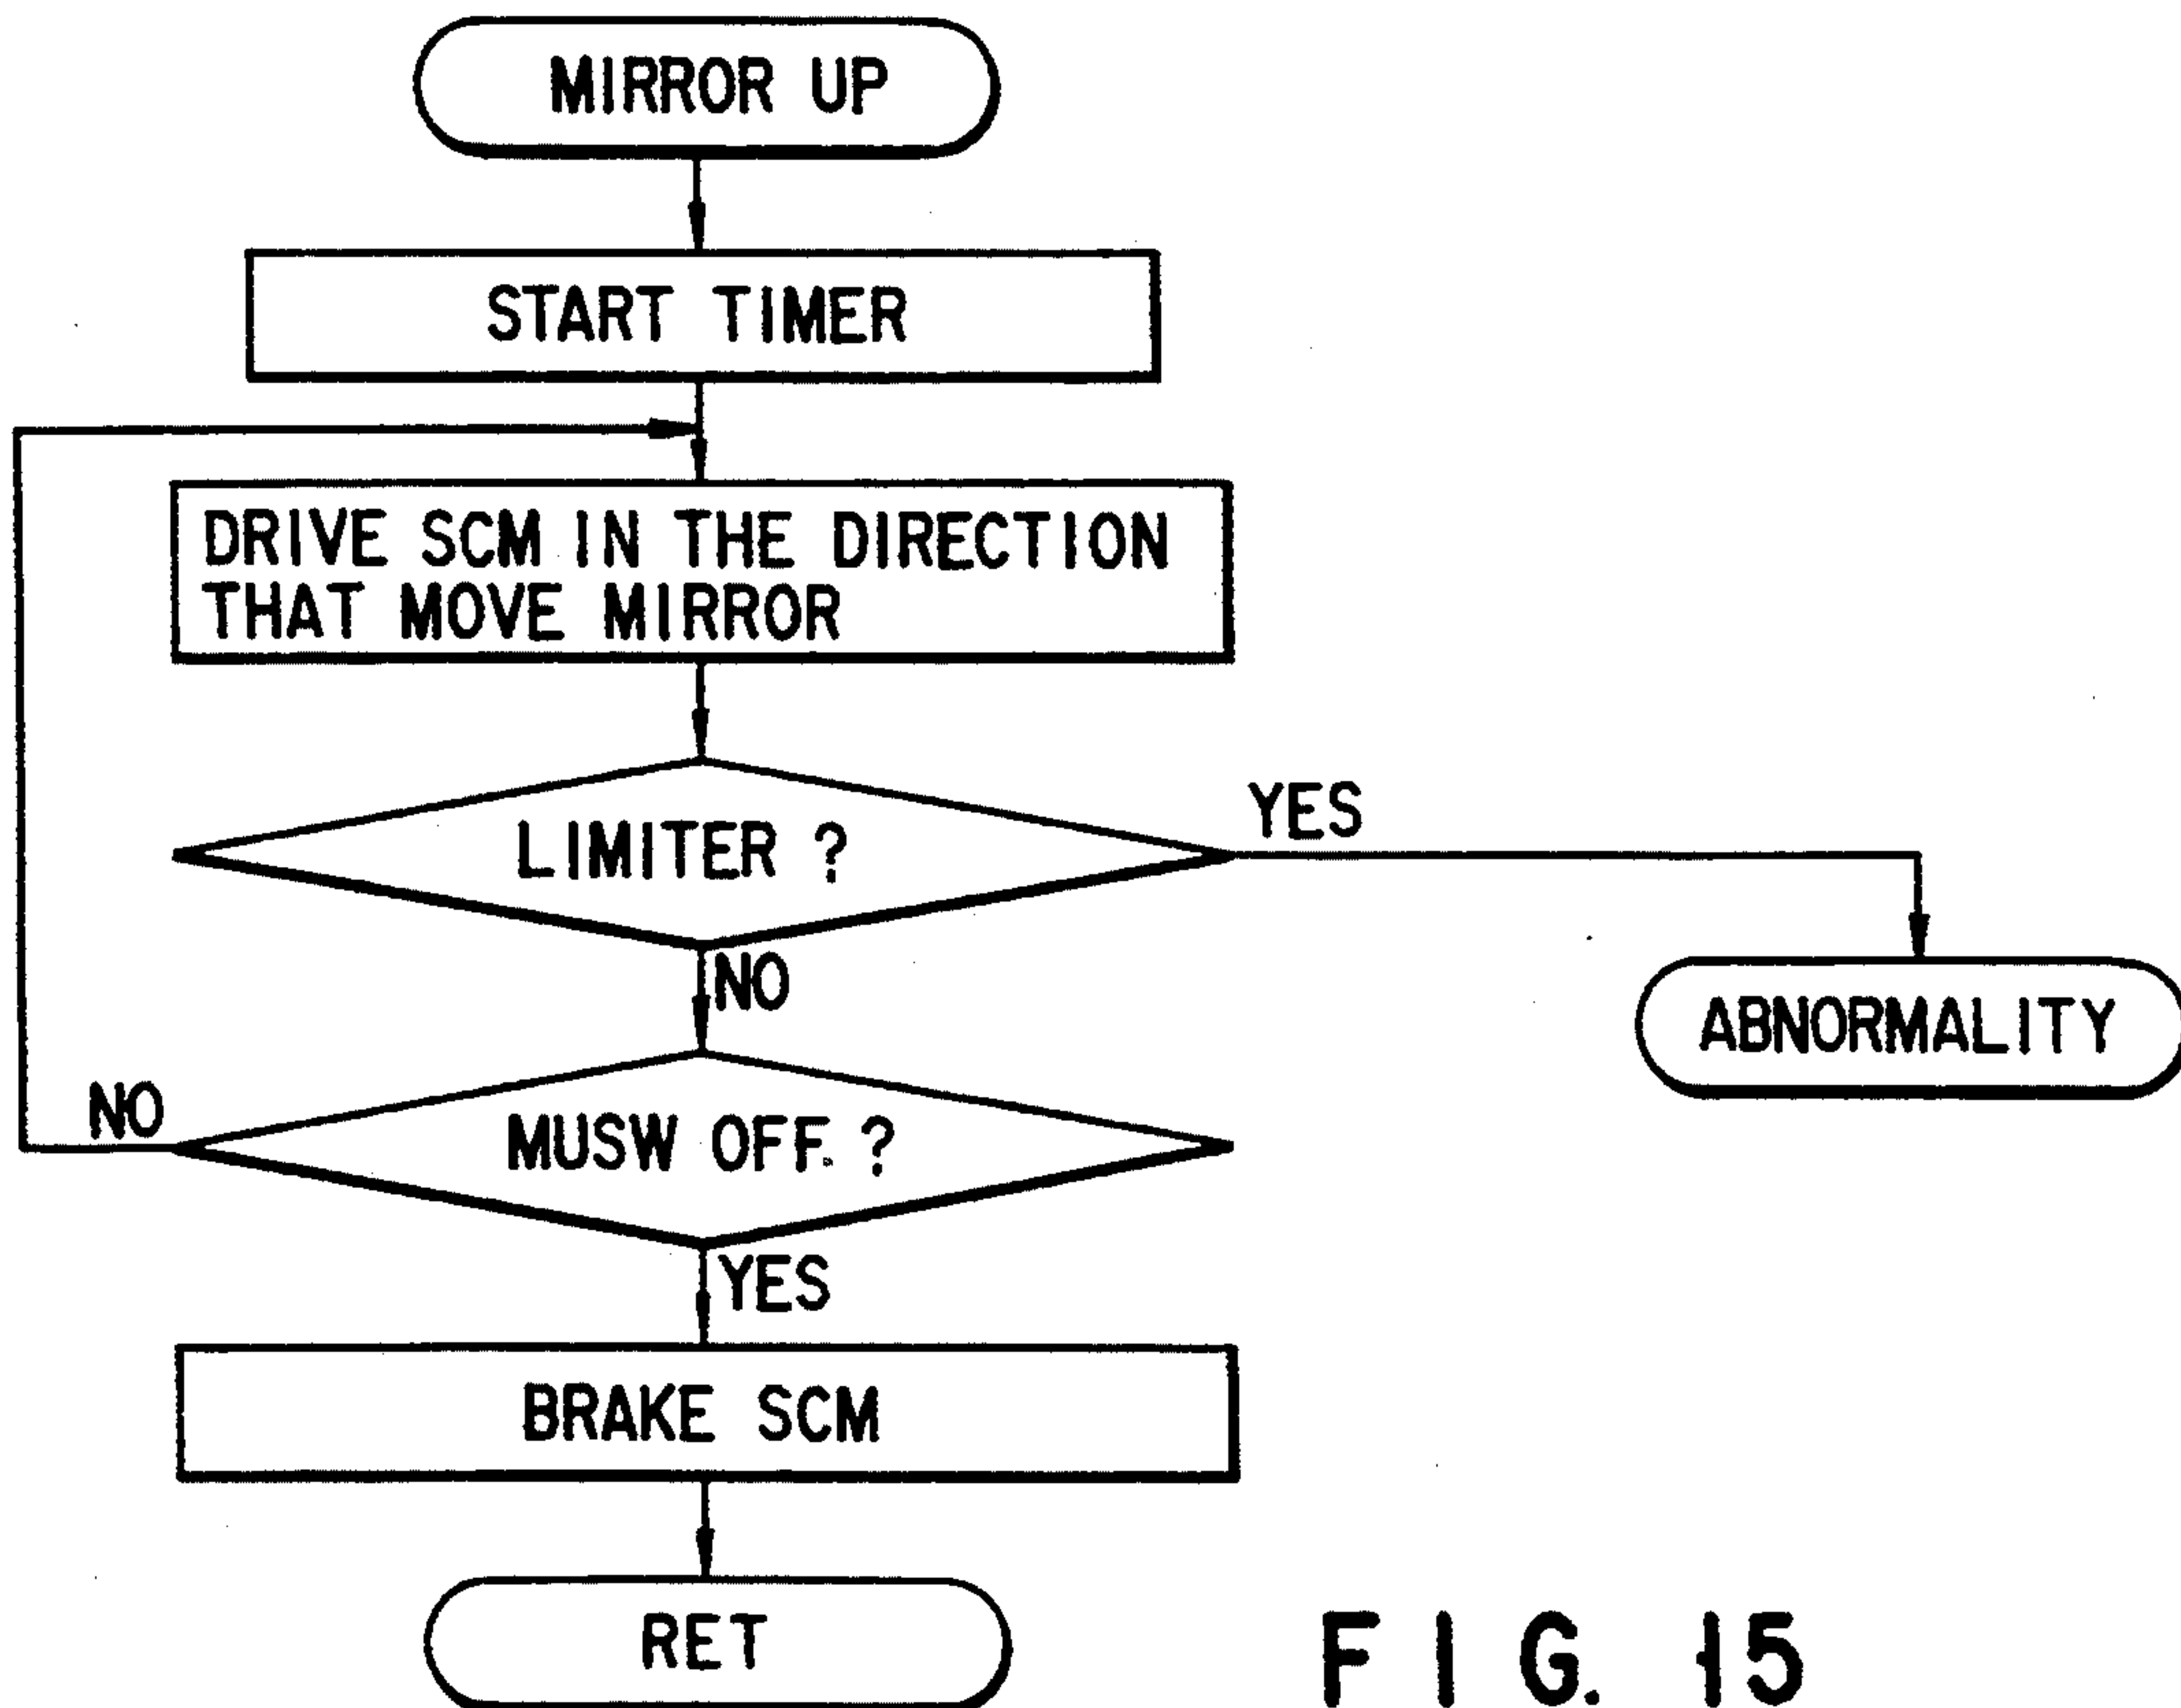 MIRROR UP
START TIMER
DRIVE SCM IN THE DIRECTION
THAT MOVE MIRROR
LIMITER ?
YES
NO
ABNORMALITY
NO
MUSW OFF. ?
YES
BRAKE SCM
RET
FIG. 15